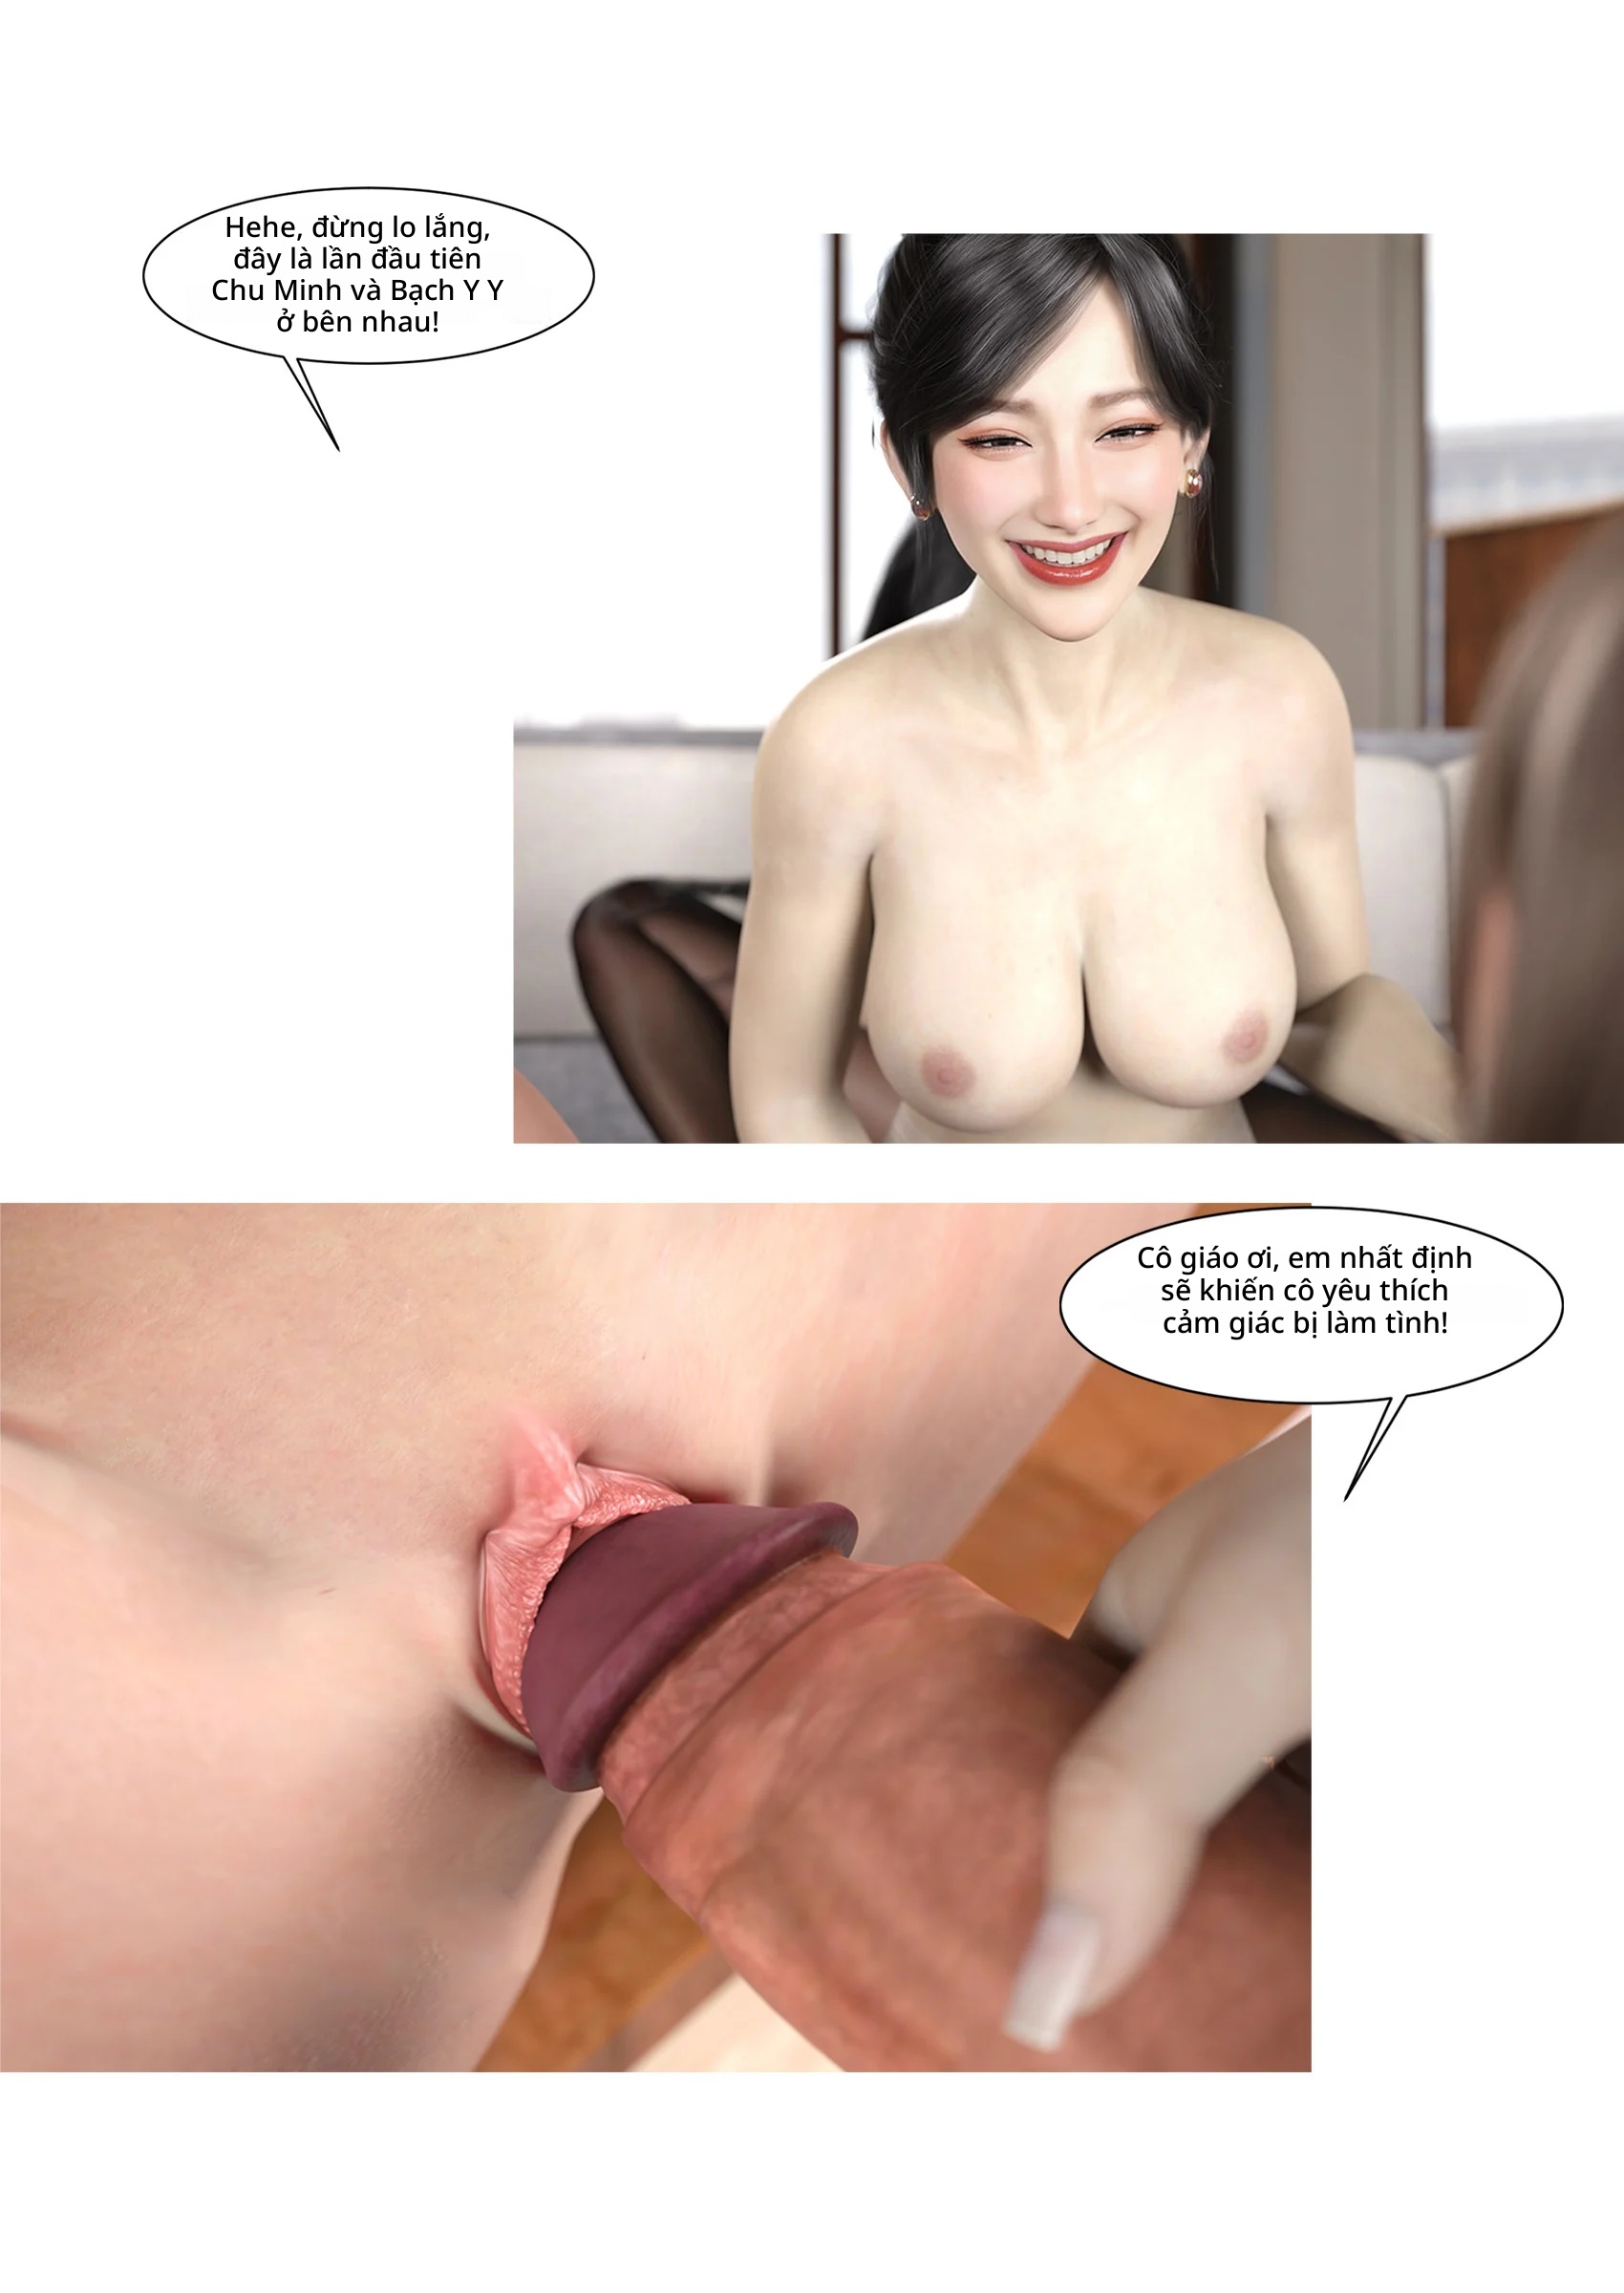 Hehe, đừng lo lắng,
đây là lần đầu tiên
Chu Minh và Bạch Y Y
ở bên nhau!
Cô giáo ơi, em nhất định
sẽ khiến cô yêu thích
cảm giác bị làm tình!